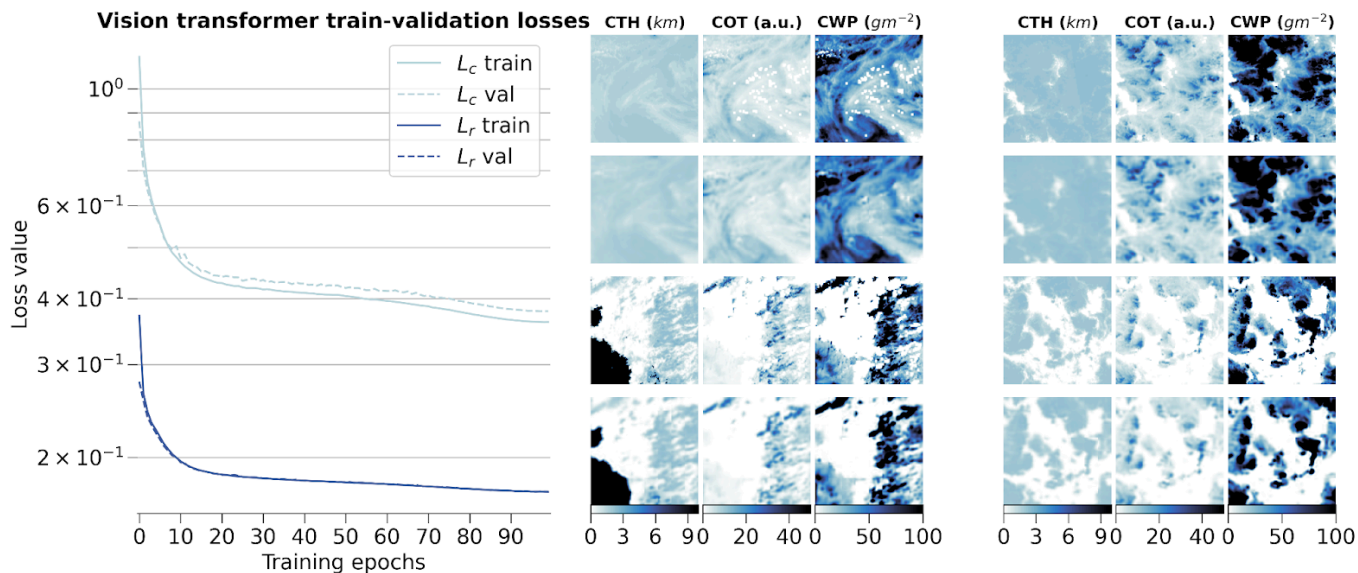 Vision transformer train-validation losses
L_c train
L_c val
L_r train
L_r val
10⁰
6 × 10⁻¹
4 × 10⁻¹
3 × 10⁻¹
2 × 10⁻¹
Loss value
0 10 20 30 40 50 60 70 80 90
Training epochs
CTH (km) COT (a.u.) CWP (gm⁻²)
0 3 6 9 0 20 40 0 50 100
CTH (km) COT (a.u.) CWP (gm⁻²)
0 3 6 9 0 20 40 0 50 100